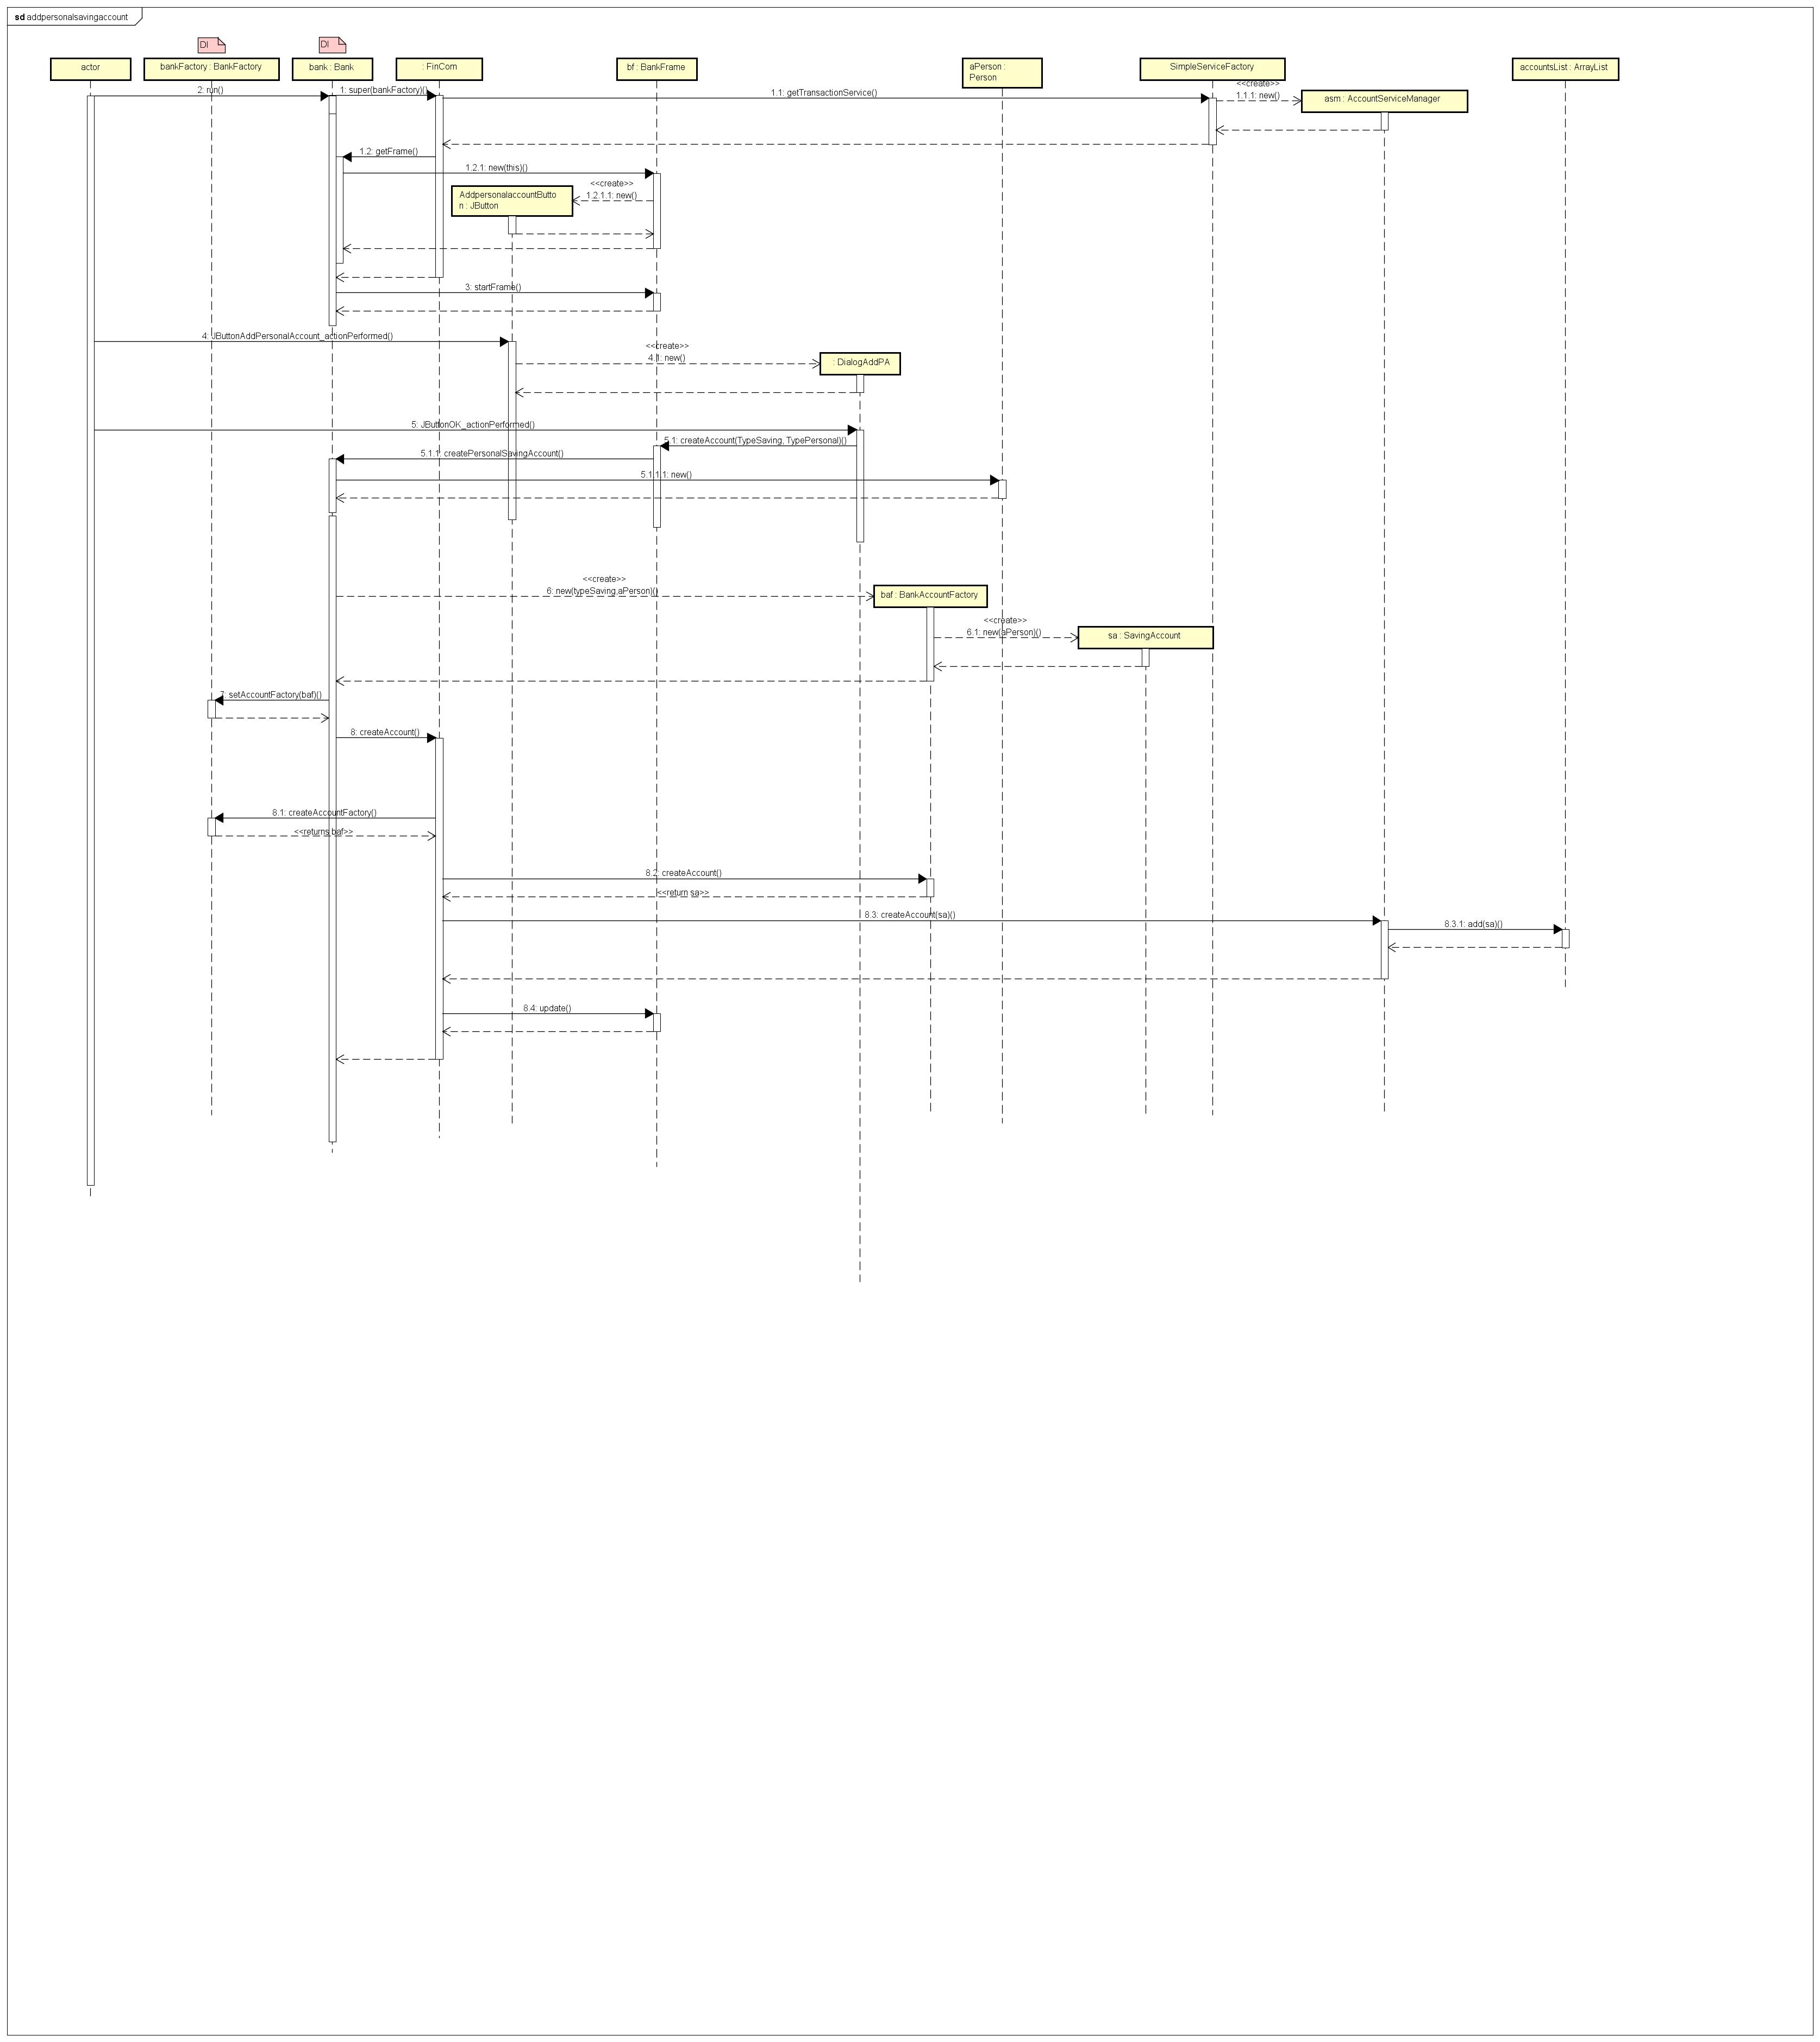 sd addpersonalsavingaccount
DI
DI
actor
bankFactory : BankFactory
bank : Bank
: FinCom
bf : BankFrame
aPerson :
Person
SimpleServiceFactory
accountsList : ArrayList
2: run()
1: super(bankFactory)()
1.1: getTransactionService()
<<create>>
1.1.1: new()
asm : AccountServiceManager
1.2: getFrame()
1.2.1: new(this)()
<<create>>
1.2.1.1: new()
AddpersonalaccountButto
n : JButton
3: startFrame()
4: JButtonAddPersonalAccount_actionPerformed()
<<create>>
4.1: new()
: DialogAddPA
5: JButtonOK_actionPerformed()
5.1: createAccount(TypeSaving, TypePersonal)()
5.1.1: createPersonalSavingAccount()
5.1.1.1: new()
<<create>>
6: new(typeSaving,aPerson)()
baf : BankAccountFactory
<<create>>
6.1: new(aPerson)()
sa : SavingAccount
7: setAccountFactory(baf)()
8: createAccount()
8.1: createAccountFactory()
<<returns baf>>
8.2: createAccount()
<<return sa>>
8.3: createAccount(sa)()
8.3.1: add(sa)()
8.4: update()